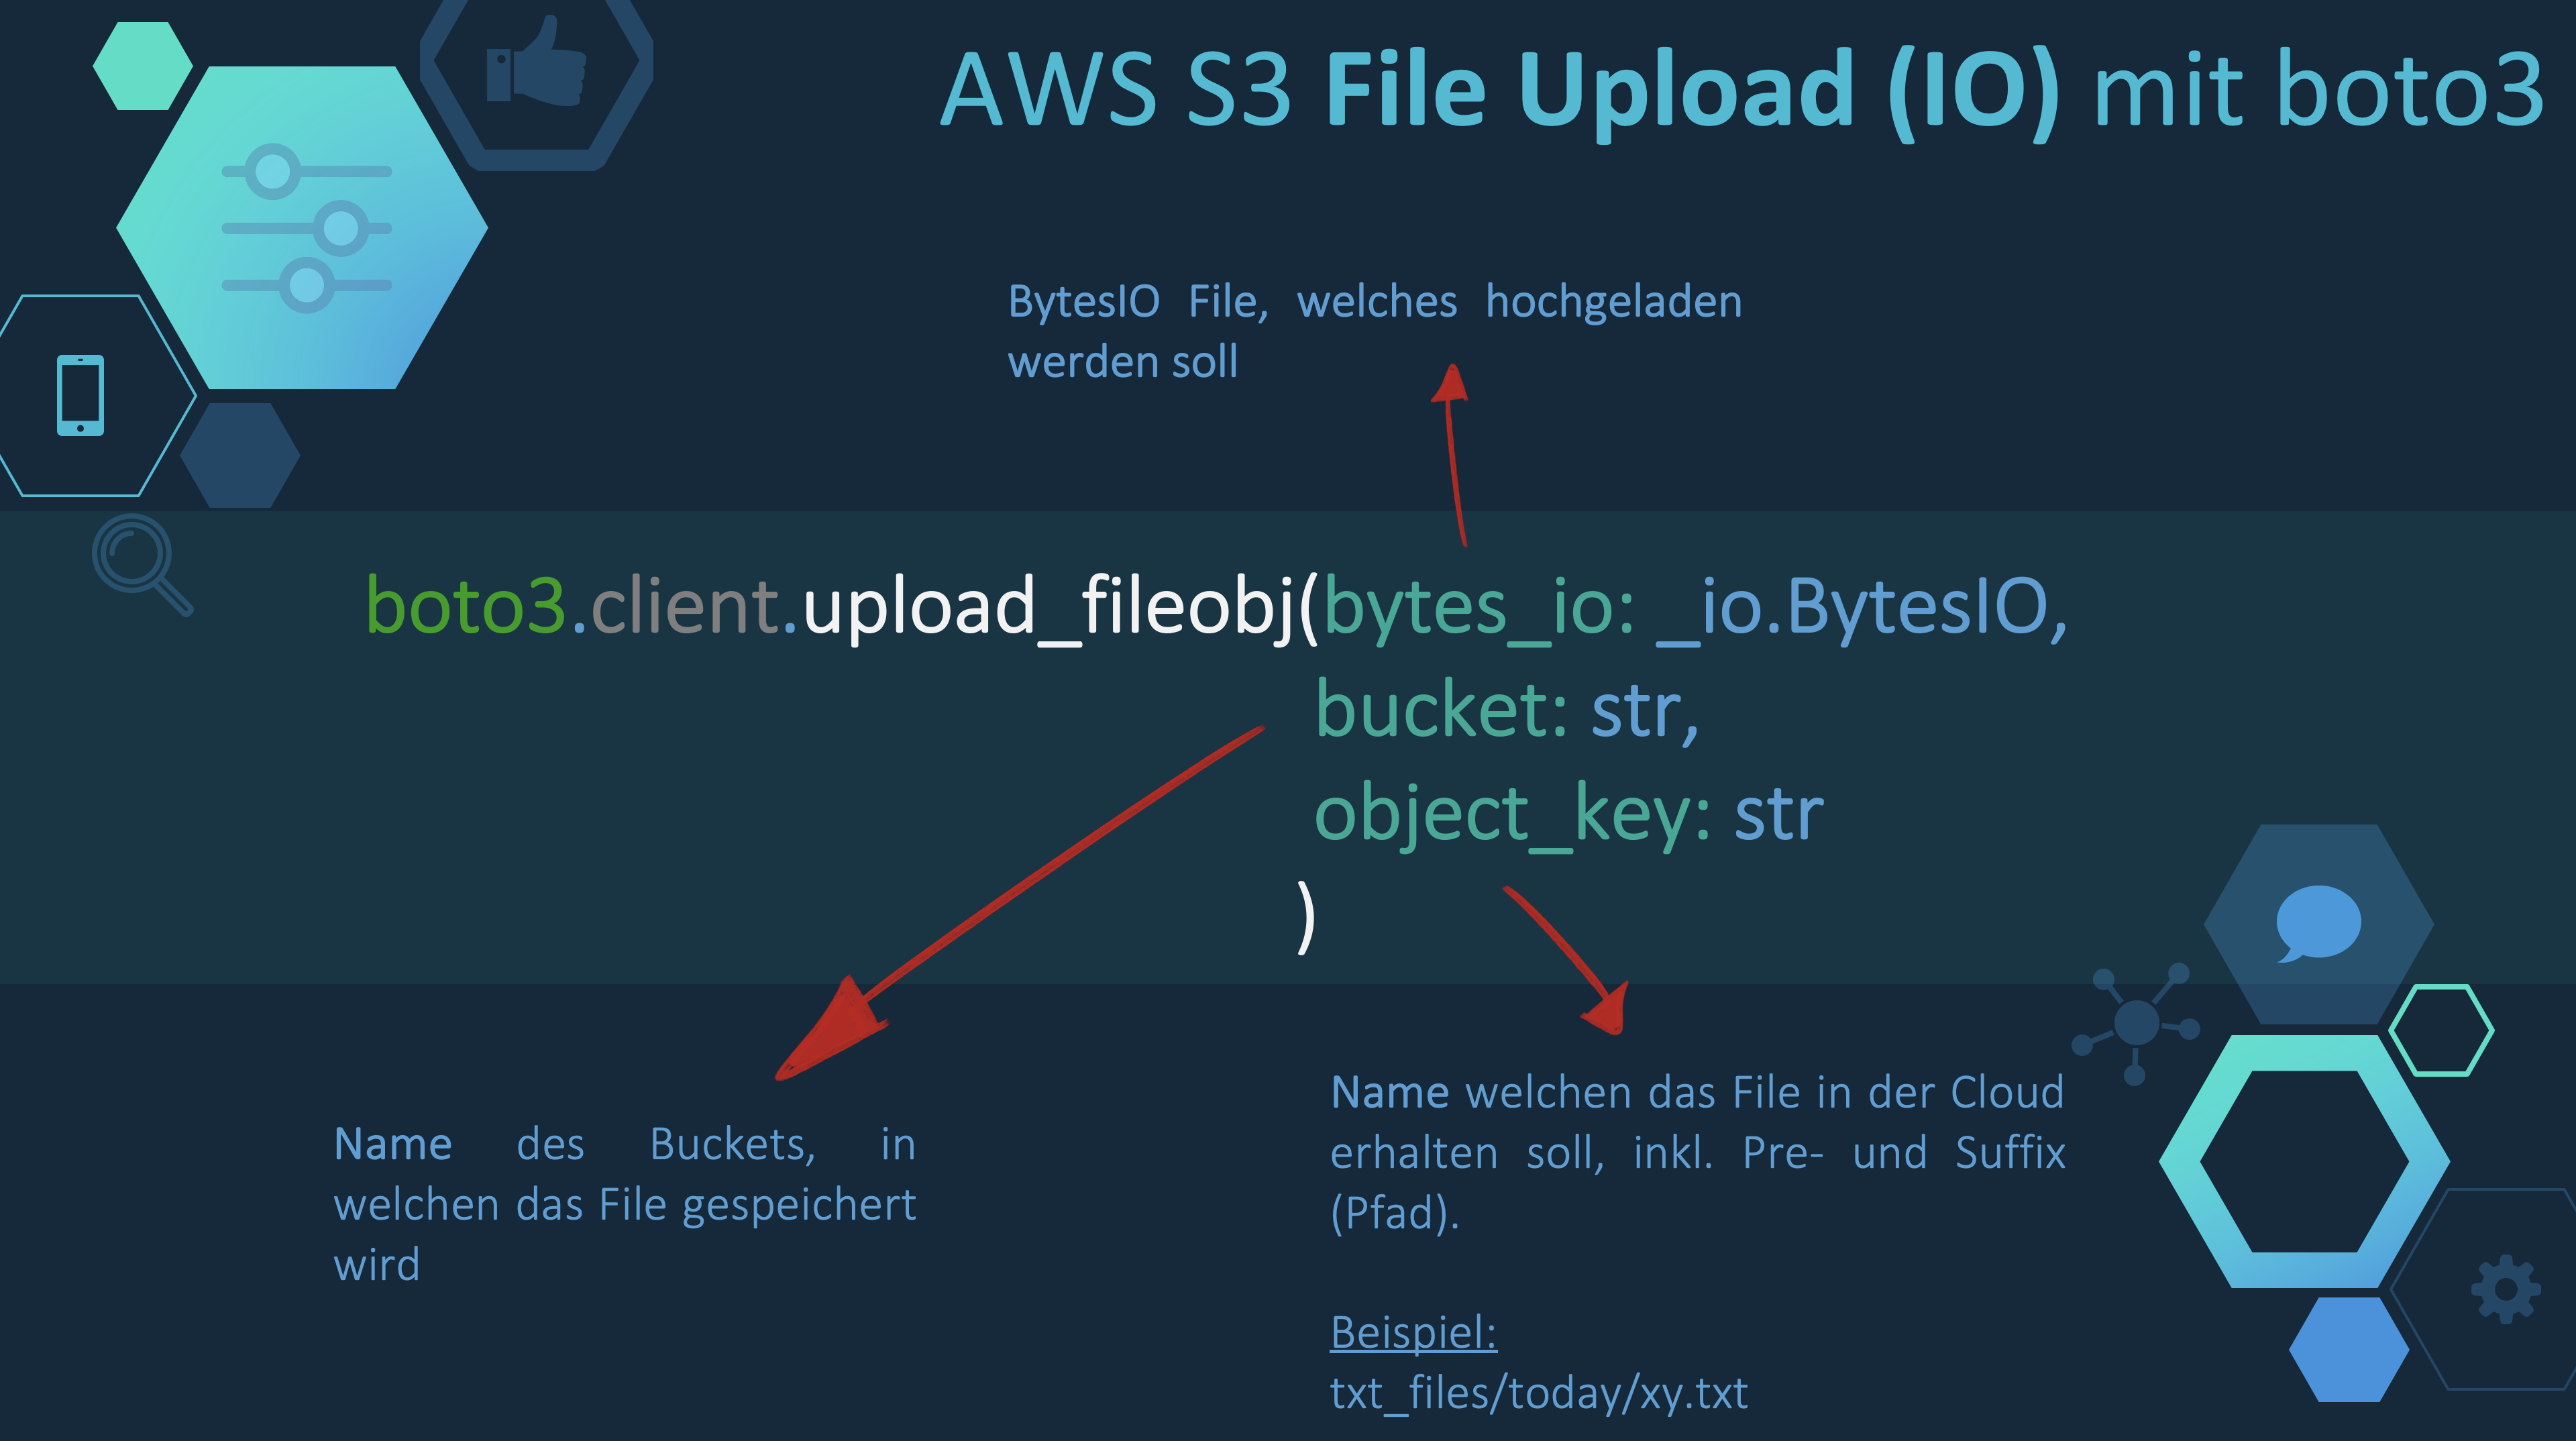 AWS S3 File Upload (IO) mit boto3
BytesIO File, welches hochgeladen
werden soll
boto3.client.upload_fileobj(bytes_io: _io.BytesIO,
bucket: str,
object_key: str
)
Name des Buckets, in
welchen das File gespeichert
wird
Name welchen das File in der Cloud
erhalten soll, inkl. Pre- und Suffix
(Pfad).
Beispiel:
txt_files/today/xy.txt